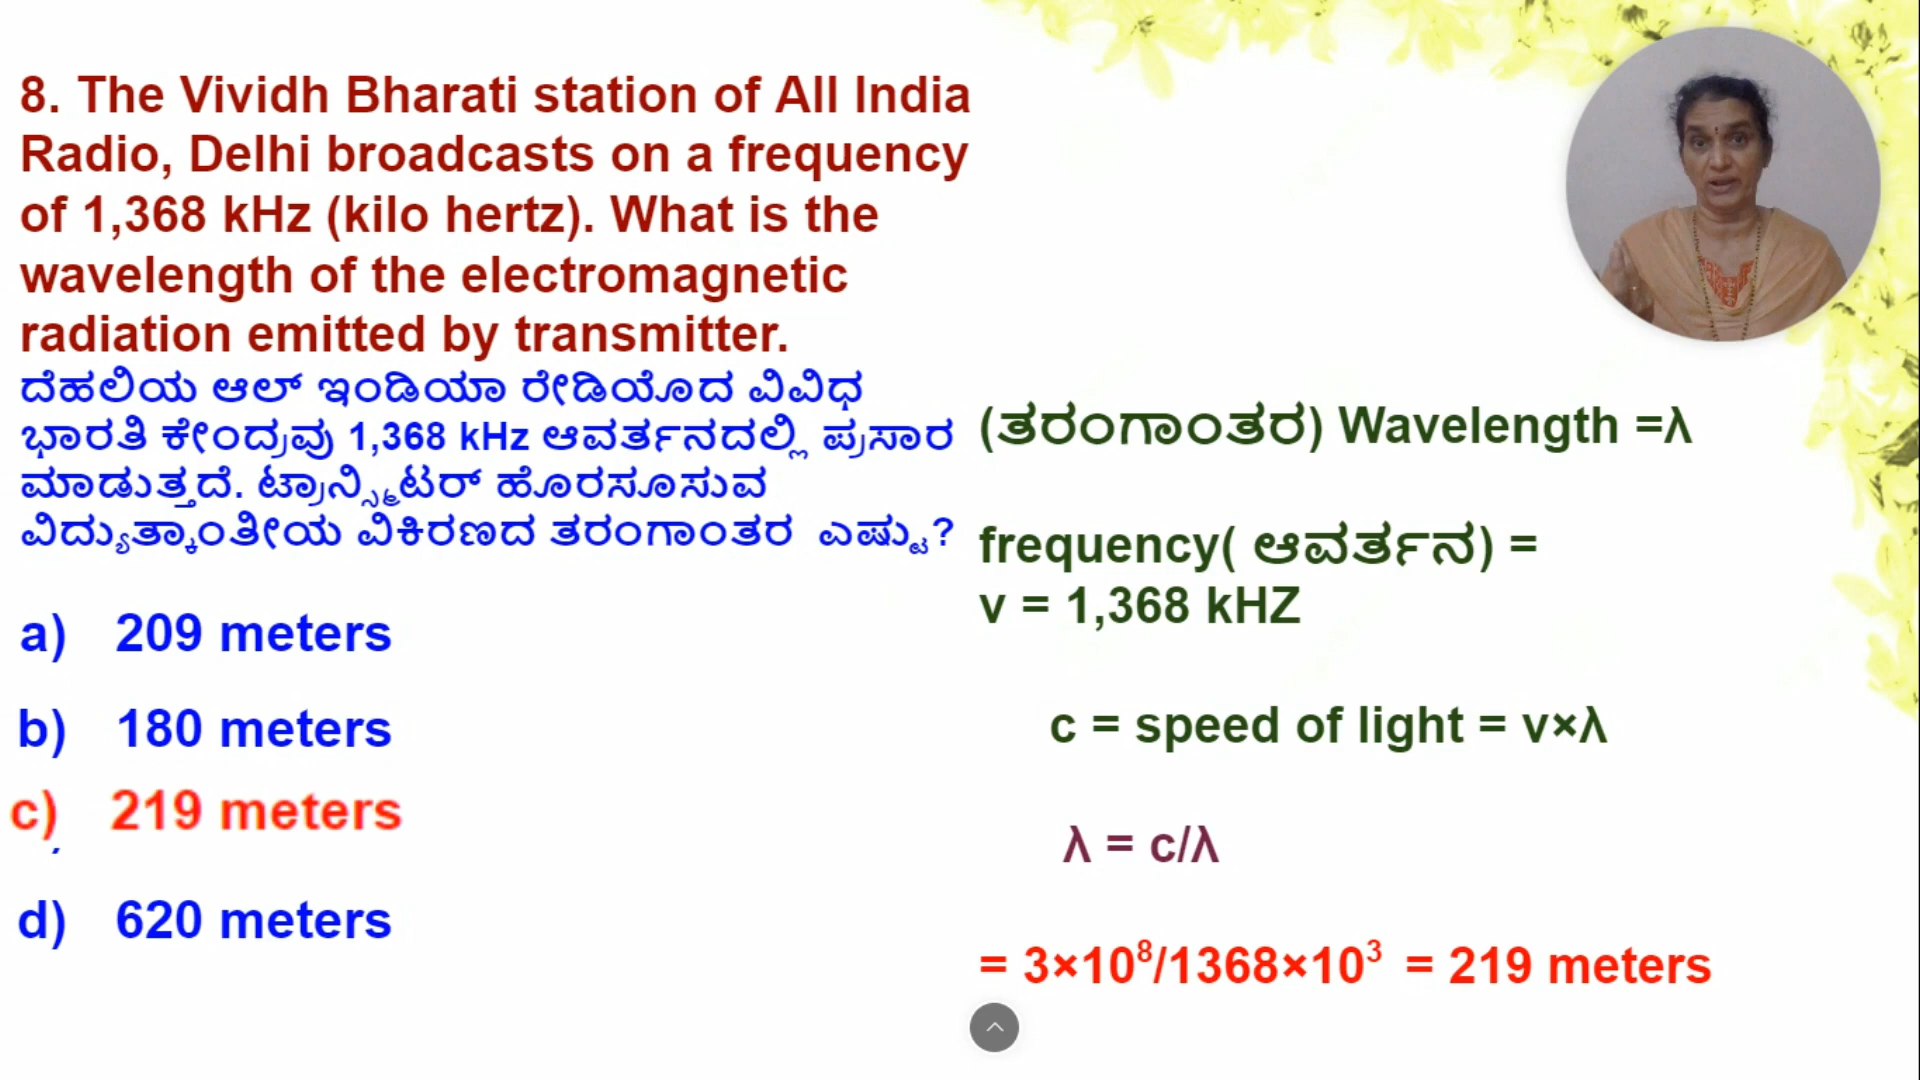 8. The Vividh Bharati station of All India
Radio, Delhi broadcasts on a frequency
of 1,368 kHz (kilo hertz). What is the
wavelength of the electromagnetic
radiation emitted by transmitter.
ದೆಹಲಿಯ ಆಲ್ ಇಂಡಿಯಾ ರೇಡಿಯೊದ ವಿವಿಧ
ಭಾರತಿ ಕೇಂದ್ರವು 1,368 kHz ಆವರ್ತನದಲ್ಲಿ ಪ್ರಸಾರ
ಮಾಡುತ್ತದೆ. ಟ್ರಾನ್ಸ್ಮಿಟರ್ ಹೊರಸೂಸುವ
ವಿದ್ಯುತ್ಕಾಂತೀಯ ವಿಕಿರಣದ ತರಂಗಾಂತರ ಎಷ್ಟು?
a) 209 meters
b) 180 meters
c) 219 meters
d) 620 meters
(ತರಂಗಾಂತರ) Wavelength =λ
frequency( ಆವರ್ತನ) =
ν = 1,368 kHZ
c = speed of light = ν×λ
λ = c/λ
= 3×10⁸/1368×10³ = 219 meters